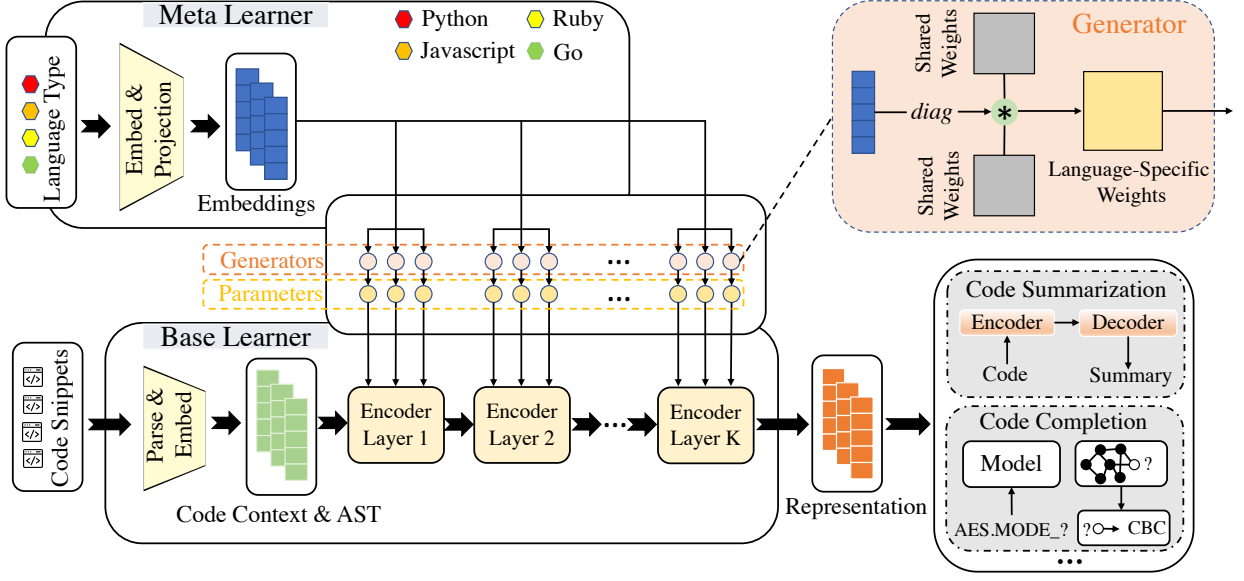 Meta Learner
Python
Ruby
Javascript
Go
Language Type
Embed &
Projection
Embeddings
Generator
Shared
Weights
diag
*
Shared
Weights
Language-Specific
Weights
Generators
...
Parameters
...
Base Learner
Code Snippets
</>
</>
</>
</>
Parse &
Embed
Code Context & AST
Encoder
Layer 1
Encoder
Layer 2
...
Encoder
Layer K
Representation
Code Summarization
Encoder
Decoder
Code
Summary
Code Completion
Model
?
AES.MODE_?
?
CBC
...